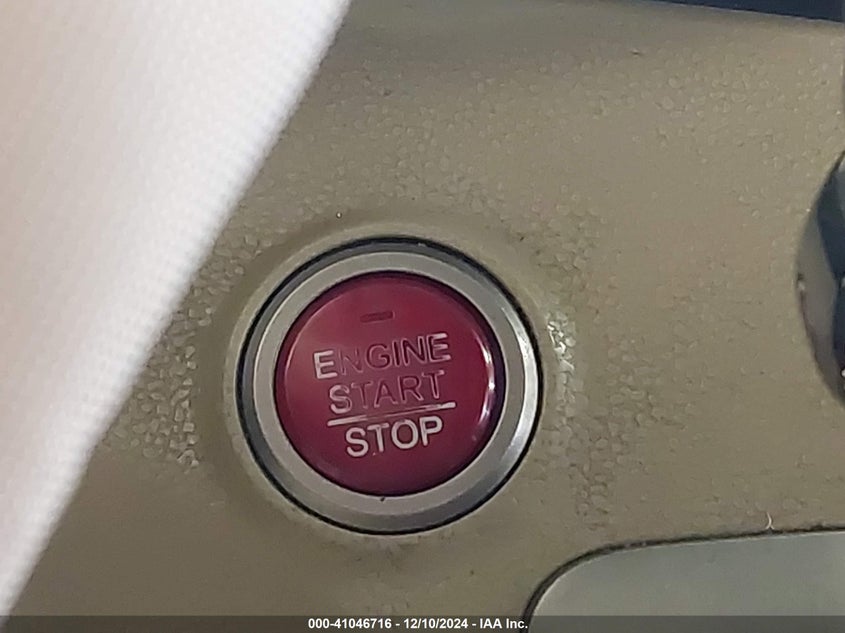 ENGINE
START
STOP
000-41046716 - 12/10/2024 - IAA Inc.